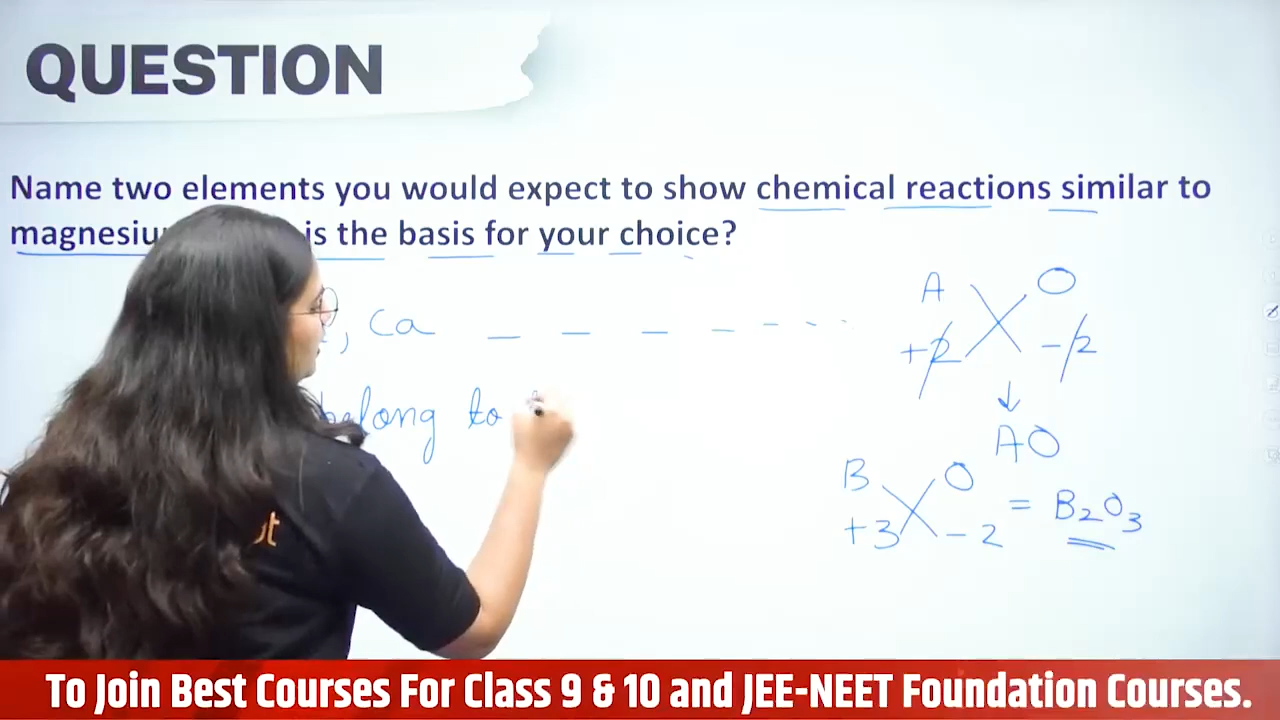 QUESTION
Name two elements you would expect to show chemical reactions similar to
is the basis for your choice?
, Ca _ _ _ _ - - -
belong to
A O
+2 -2
↓
AO
B O
+3 -2
= B₂O₃
To Join Best Courses For Class 9 & 10 and JEE-NEET Foundation Courses.